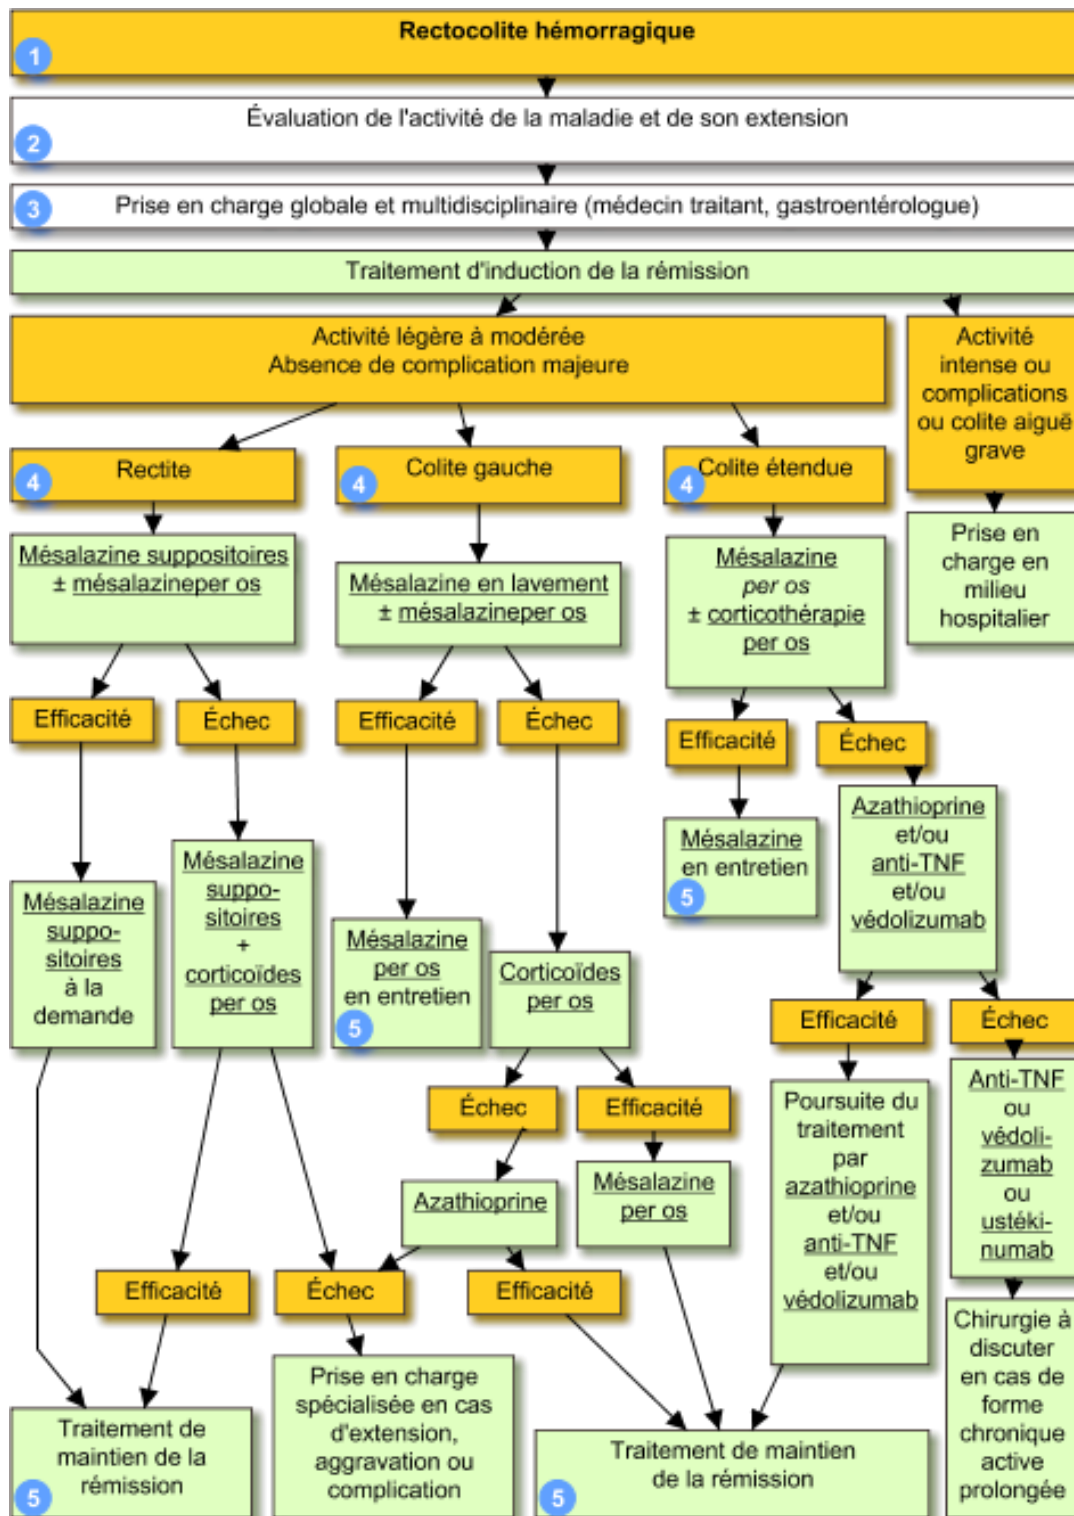 Rectocolite hémorragique
1
Évaluation de l'activité de la maladie et de son extension
2
Prise en charge globale et multidisciplinaire (médecin traitant, gastroentérologue)
3
Traitement d'induction de la rémission
Activité légère à modérée
Absence de complication majeure
Activité
intense ou
complications
ou colite aiguë
grave
Rectite
4
Colite gauche
4
Colite étendue
4
Prise en
charge en
milieu
hospitalier
Mésalazine suppositoires
± mésalazineper os
Mésalazine en lavement
± mésalazineper os
Mésalazine
per os
± corticothérapie
per os
Efficacité
Échec
Efficacité
Échec
Efficacité
Échec
Mésalazine
suppo-
sitoires
à la
demande
Mésalazine
suppo-
sitoires
+
corticoïdes
per os
Mésalazine
per os
en entretien
5
Corticoïdes
per os
Mésalazine
en entretien
5
Azathioprine
et/ou
anti-TNF
et/ou
védolizumab
Efficacité
Échec
Échec
Efficacité
Azathioprine
Mésalazine
per os
Poursuite du
traitement
par
azathioprine
et/ou
anti-TNF
et/ou
védolizumab
Anti-TNF
ou
védoli-
zumab
ou
ustéki-
numab
Efficacité
Échec
Efficacité
Traitement de
maintien de la
rémission
5
Prise en charge
spécialisée en cas
d'extension,
aggravation ou
complication
Traitement de maintien
de la rémission
5
Chirurgie à
discuter
en cas de
forme
chronique
active
prolongée